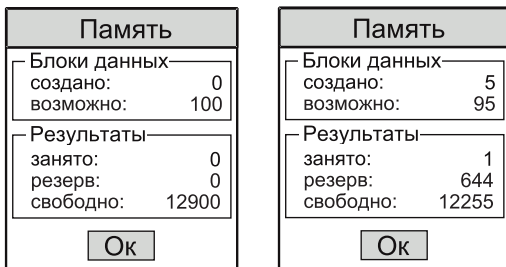 Память
Блоки данных
создано: 0
возможно: 100
Результаты
занято: 0
резерв: 0
свободно: 12900
Ок
Память
Блоки данных
создано: 5
возможно: 95
Результаты
занято: 1
резерв: 644
свободно: 12255
Ок